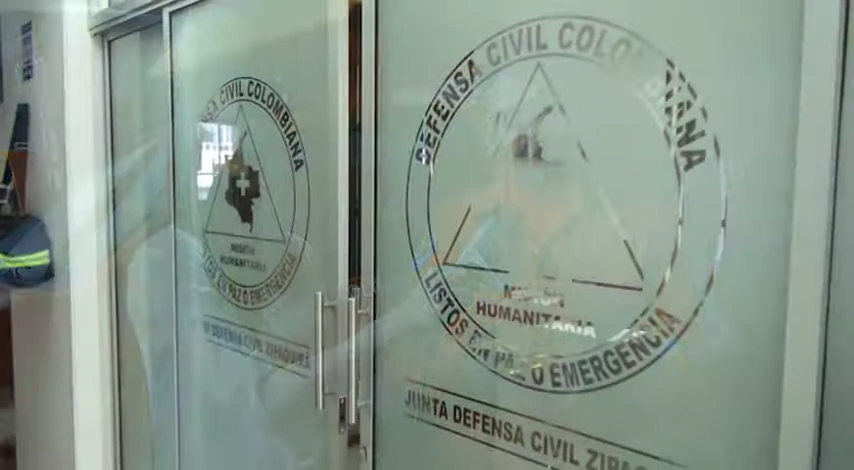 DEFENSA CIVIL COLOMBIANA
MISIÓN
HUMANITARIA
LISTOS EN PAZ O EMERGENCIA
DEFENSA CIVIL ZIPAQUIRÁ
DEFENSA CIVIL COLOMBIANA
MISIÓN
HUMANITARIA
LISTOS EN PAZ O EMERGENCIA
JUNTA DEFENSA CIVIL